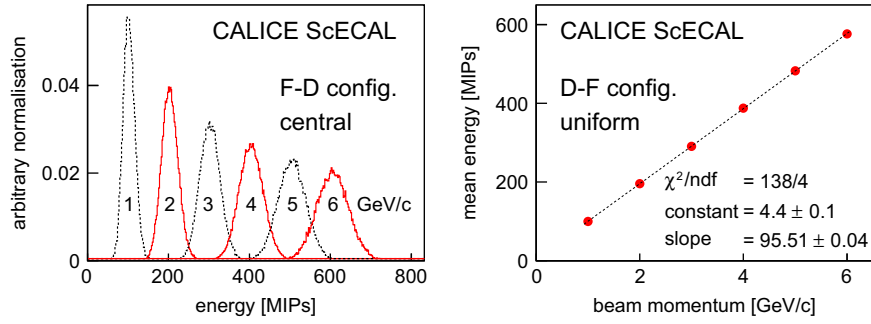 CALICE ScECAL
F-D config.
central
1 2 3 4 5 6 GeV/c
arbitrary normalisation
0.04
0.02
0
0 200 400 600 800
energy [MIPs]
CALICE ScECAL
D-F config.
uniform
χ²/ndf = 138/4
constant = 4.4 ± 0.1
slope = 95.51 ± 0.04
mean energy [MIPs]
600
400
200
0
0 2 4 6
beam momentum [GeV/c]